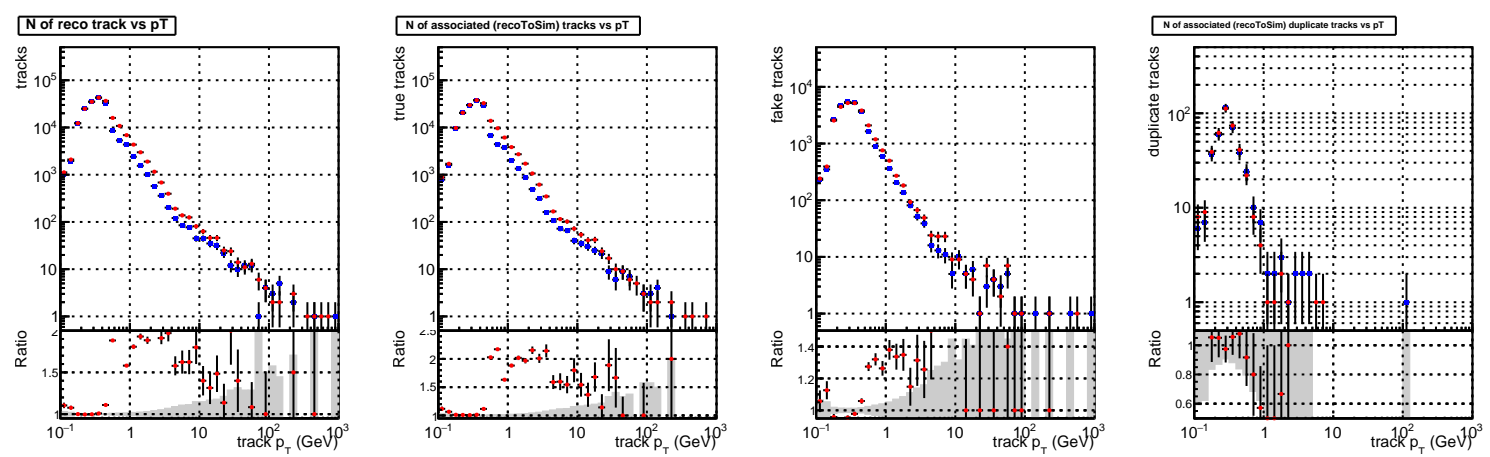 N of reco track vs pT
tracks
10^5
10^4
10^3
10^2
10
1
Ratio
2
1.5
1
10^-1 1 10 10^2 10^3
track p_T (GeV)
N of associated (recoToSim) tracks vs pT
true tracks
10^5
10^4
10^3
10^2
10
1
Ratio
2.5
2
1.5
1
10^-1 1 10 10^2 10^3
track p_T (GeV)
fake tracks
10^4
10^3
10^2
10
1
Ratio
1.4
1.2
1
10^-1 1 10 10^2 10^3
track p_T (GeV)
N of associated (recoToSim) duplicate tracks vs pT
duplicate tracks
10^2
10
1
Ratio
1
0.8
0.6
10^-1 1 10 10^2 10^3
track p_T (GeV)